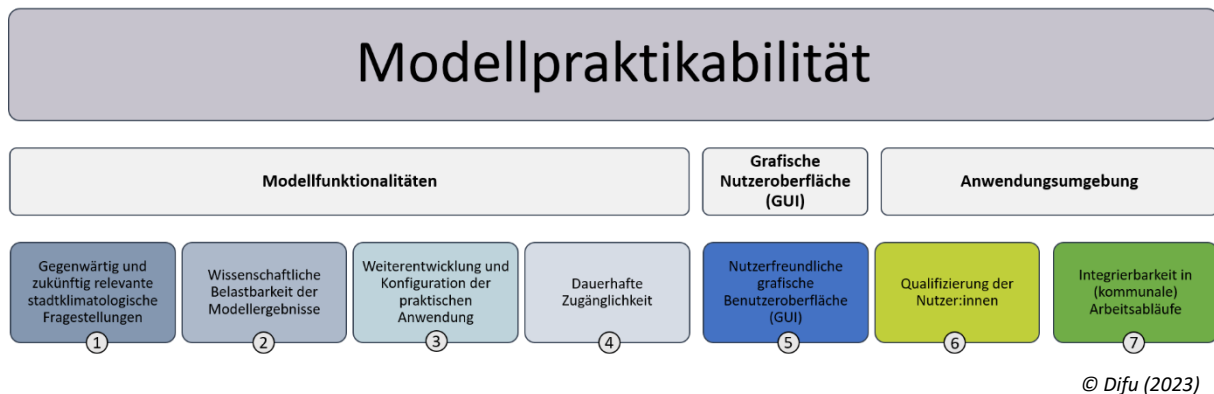 Modellpraktikabilität
Modellfunktionalitäten
Grafische
Nutzeroberfläche
(GUI)
Anwendungsumgebung
Gegenwärtig und
zukünftig relevante
stadtklimatologische
Fragestellungen
1
Wissenschaftliche
Belastbarkeit der
Modellergebnisse
2
Weiterentwicklung und
Konfiguration der
praktischen
Anwendung
3
Dauerhafte
Zugänglichkeit
4
Nutzerfreundliche
grafische
Benutzeroberfläche
(GUI)
5
Qualifizierung der
Nutzer:innen
6
Integrierbarkeit in
(kommunale)
Arbeitsabläufe
7
© Difu (2023)